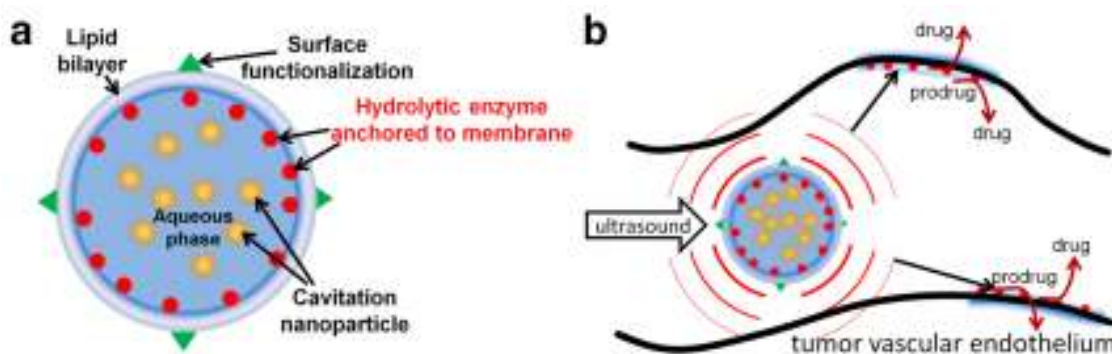 a
Lipid
bilayer
Surface
functionalization
Hydrolytic enzyme
anchored to membrane
Aqueous
phase
Cavitation
nanoparticle
b
drug
prodrug
drug
ultrasound
drug
prodrug
tumor vascular endothelium